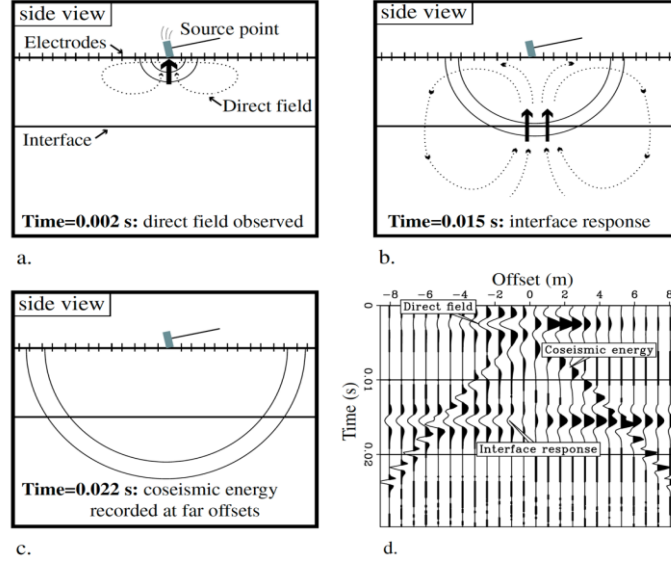 side view
Source point
Electrodes
Direct field
Interface
Time=0.002 s: direct field observed
a.
side view
Time=0.015 s: interface response
b.
side view
Time=0.022 s: coseismic energy
recorded at far offsets
c.
Offset (m)
−8 −6 −4 −2 0 2 4 6 8
Direct field
Coseismic energy
Interface response
Time (s)
0
0.01
0.02
d.